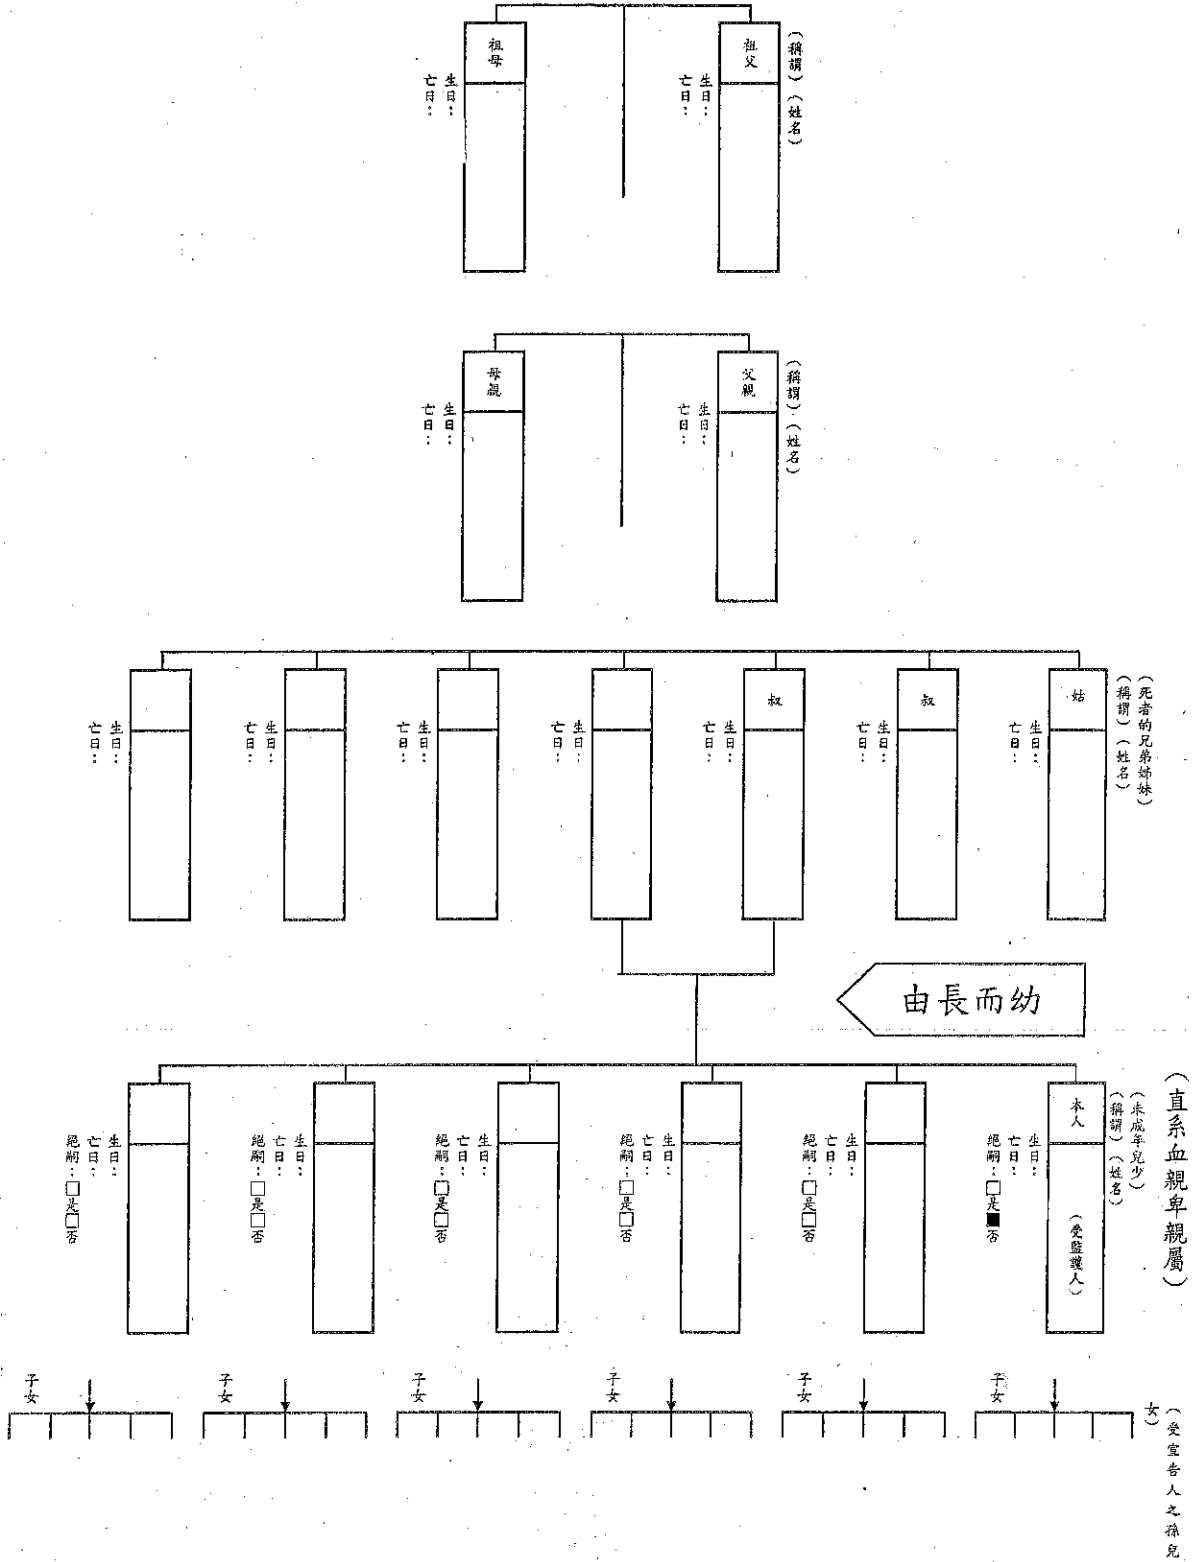 (稱謂)(姓名)
祖父
生日：
亡日：
祖母
生日：
亡日：
(稱謂)(姓名)
父親
生日：
亡日：
母親
生日：
亡日：
(死者的兄弟姊妹)
(稱謂)(姓名)
姑
生日：
亡日：
叔
生日：
亡日：
叔
生日：
亡日：
生日：
亡日：
生日：
亡日：
生日：
亡日：
生日：
亡日：
由長而幼
(直系血親卑親屬)
(未成年兒少)
(稱謂)(姓名)
本人
(受監護人)
生日：
亡日：
絕嗣：□是■否
生日：
亡日：
絕嗣：□是□否
生日：
亡日：
絕嗣：□是□否
生日：
亡日：
絕嗣：□是□否
生日：
亡日：
絕嗣：□是□否
生日：
亡日：
絕嗣：□是□否
(受宣告人之孫兒
女)
子女
子女
子女
子女
子女
子女